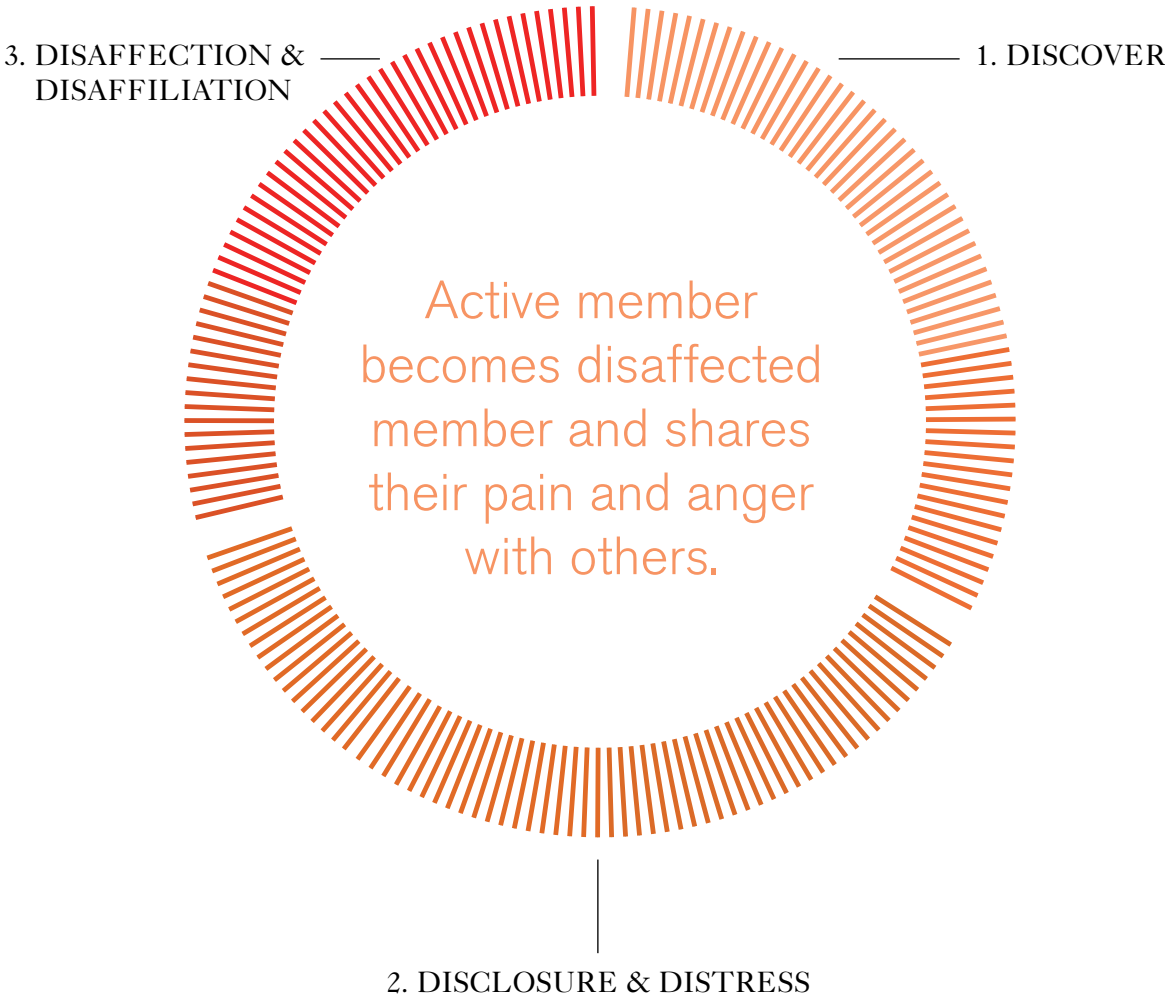 3. DISAFFECTION &
DISAFFILIATION
1. DISCOVER
Active member
becomes disaffected
member and shares
their pain and anger
with others.
2. DISCLOSURE & DISTRESS